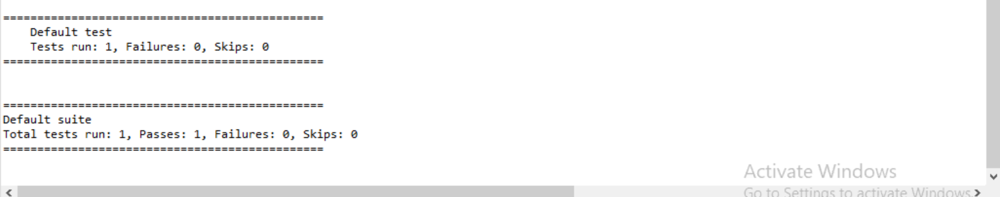 ===============================================
    Default test
    Tests run: 1, Failures: 0, Skips: 0
===============================================
===============================================
Default suite
Total tests run: 1, Passes: 1, Failures: 0, Skips: 0
===============================================
Activate Windows
Go to Settings to activate Windows.